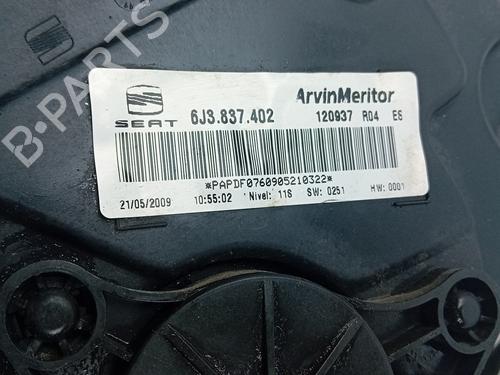 B-PARTS
SEAT 6J3.837.402 ArvinMeritor
120937 R04 ES
*PAPDF0760905210322*
21/05/2009 10:55:02 Nivel: 11S SW: 0251 HW: 0001